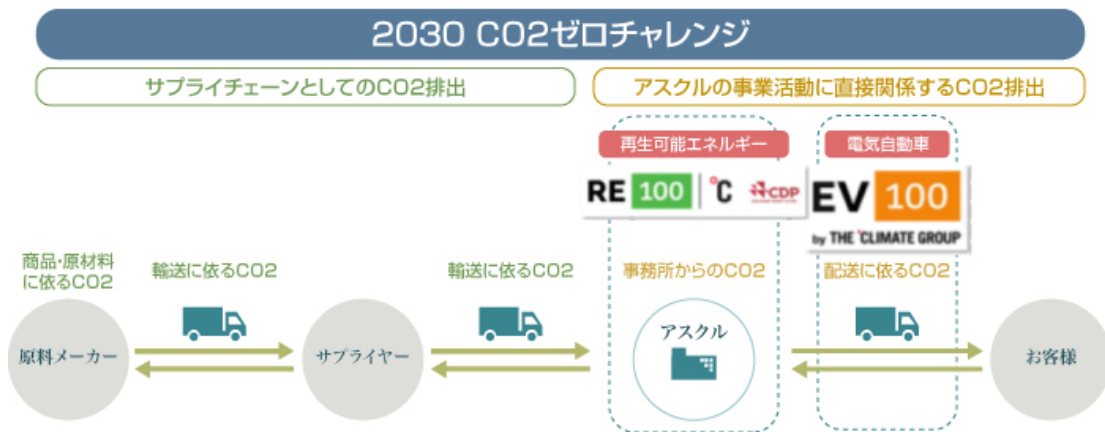 2030 CO2ゼロチャレンジ
サプライチェーンとしてのCO2排出
アスクルの事業活動に直接関係するCO2排出
再生可能エネルギー
電気自動車
RE 100 °C CDP
EV 100
by THE °CLIMATE GROUP
商品・原材料
に依るCO2
輸送に依るCO2
輸送に依るCO2
事務所からのCO2
配送に依るCO2
原料メーカー
サプライヤー
アスクル
お客様